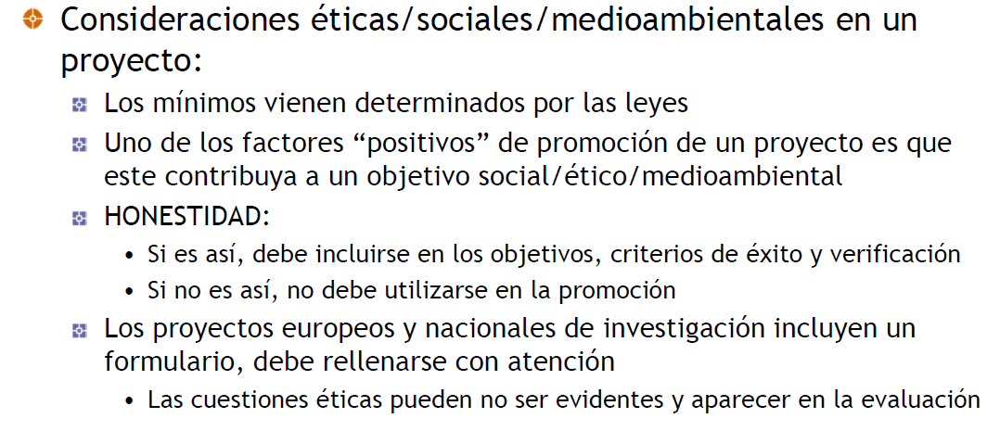 Consideraciones éticas/sociales/medioambientales en un
proyecto:
Los mínimos vienen determinados por las leyes
Uno de los factores “positivos” de promoción de un proyecto es que
este contribuya a un objetivo social/ético/medioambiental
HONESTIDAD:
• Si es así, debe incluirse en los objetivos, criterios de éxito y verificación
• Si no es así, no debe utilizarse en la promoción
Los proyectos europeos y nacionales de investigación incluyen un
formulario, debe rellenarse con atención
• Las cuestiones éticas pueden no ser evidentes y aparecer en la evaluación